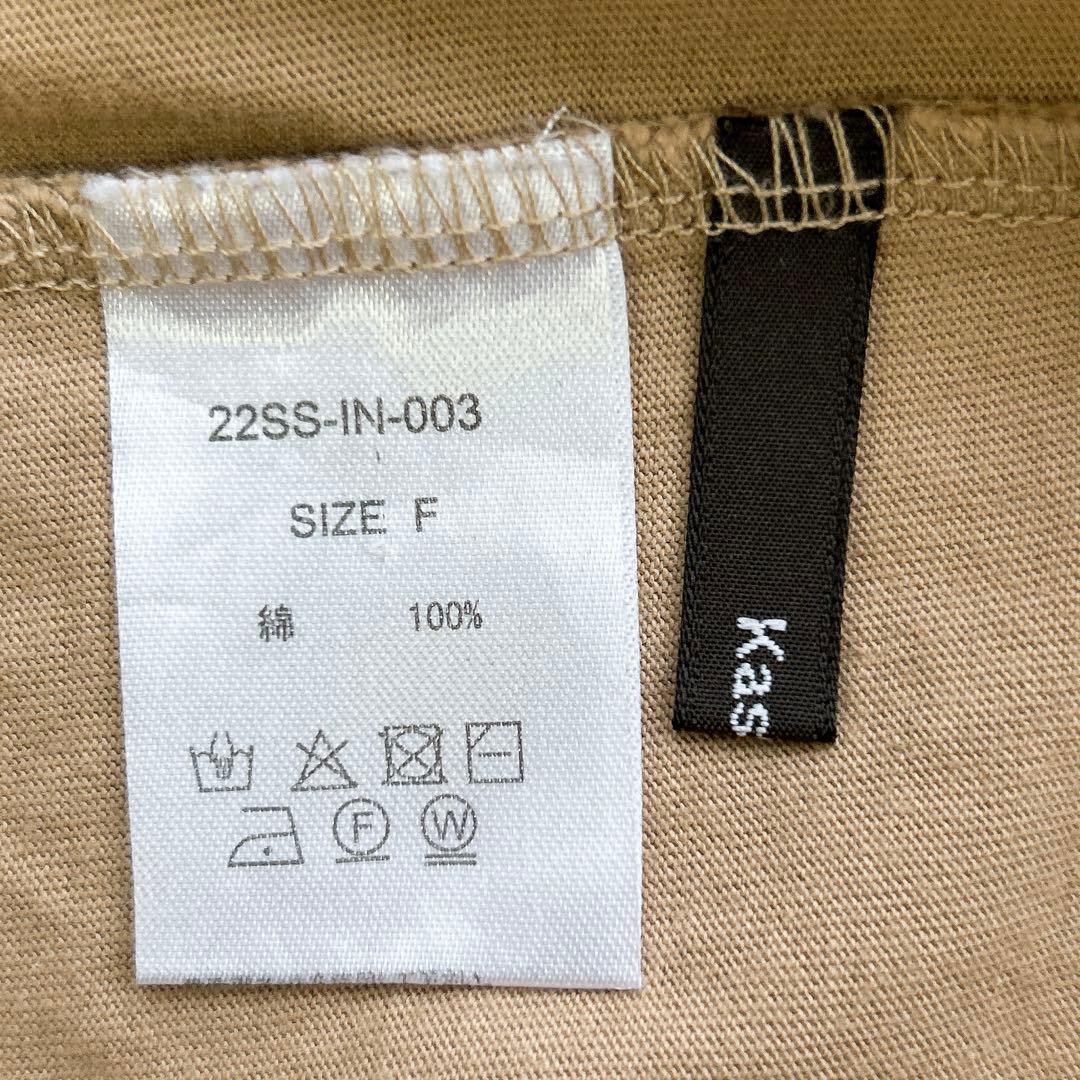 22SS-IN-003
SIZE F
綿 100%
F W
Kas